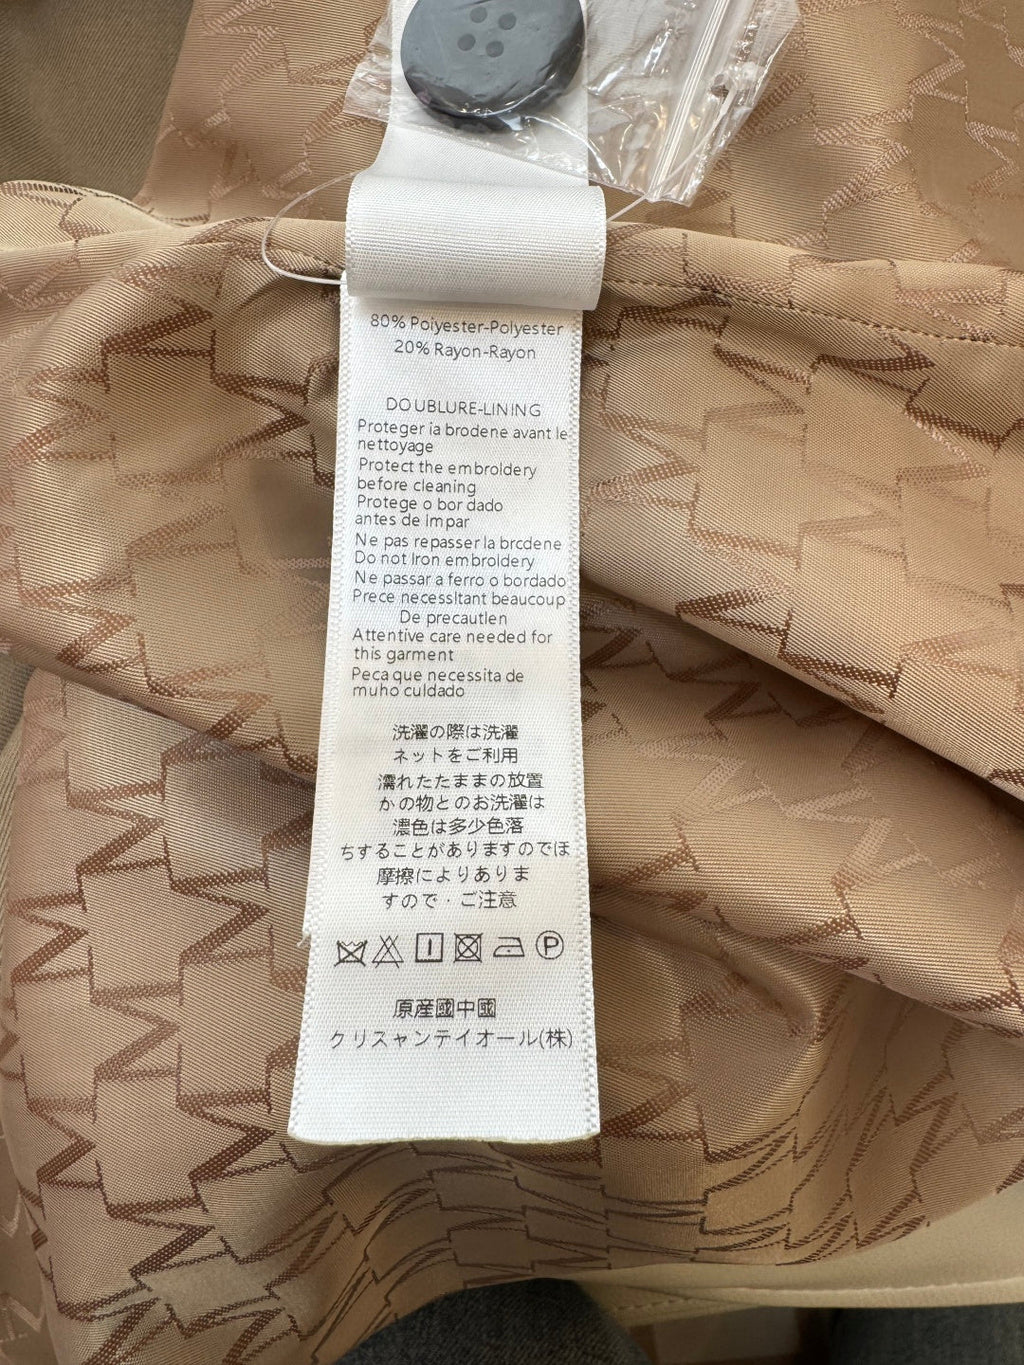 80% Polyester-Polyester
20% Rayon-Rayon
DOUBLURE-LINING
Proteger ia brodene avant le
nettoyage
Protect the embroldery
before cleaning
Protege o bor dado
antes de lmpar
Ne pas repasser la brcdene
Do not lron embroldery
Ne passar a ferro o bordado
Prece necessltant beaucoup
De precautlen
Attentive care needed for
this garment
Peca que necessita de
muho culdado
洗濯の際は洗濯
ネットをご利用
濡れたたままの放置
かの物とのお洗濯は
濃色は多少色落
ちすることがありますのでほ
摩擦によりありま
すので・ご注意
P
原産國中國
クリスャンテイオール(株)